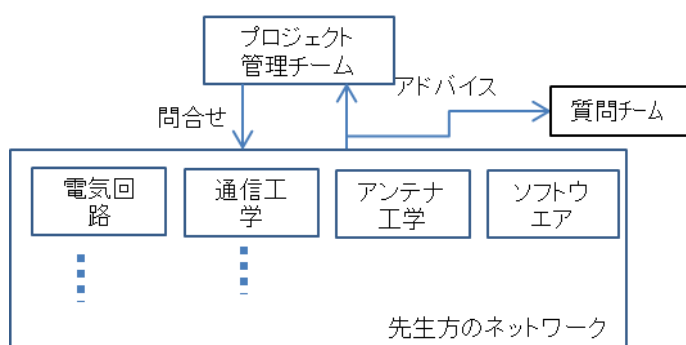 プロジェクト
管理チーム
アドバイス
問合せ
質問チーム
電気回
路
通信工
学
アンテナ
工学
ソフトウ
エア
先生方のネットワーク